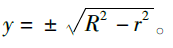 y = ± √(R² − r²) 。